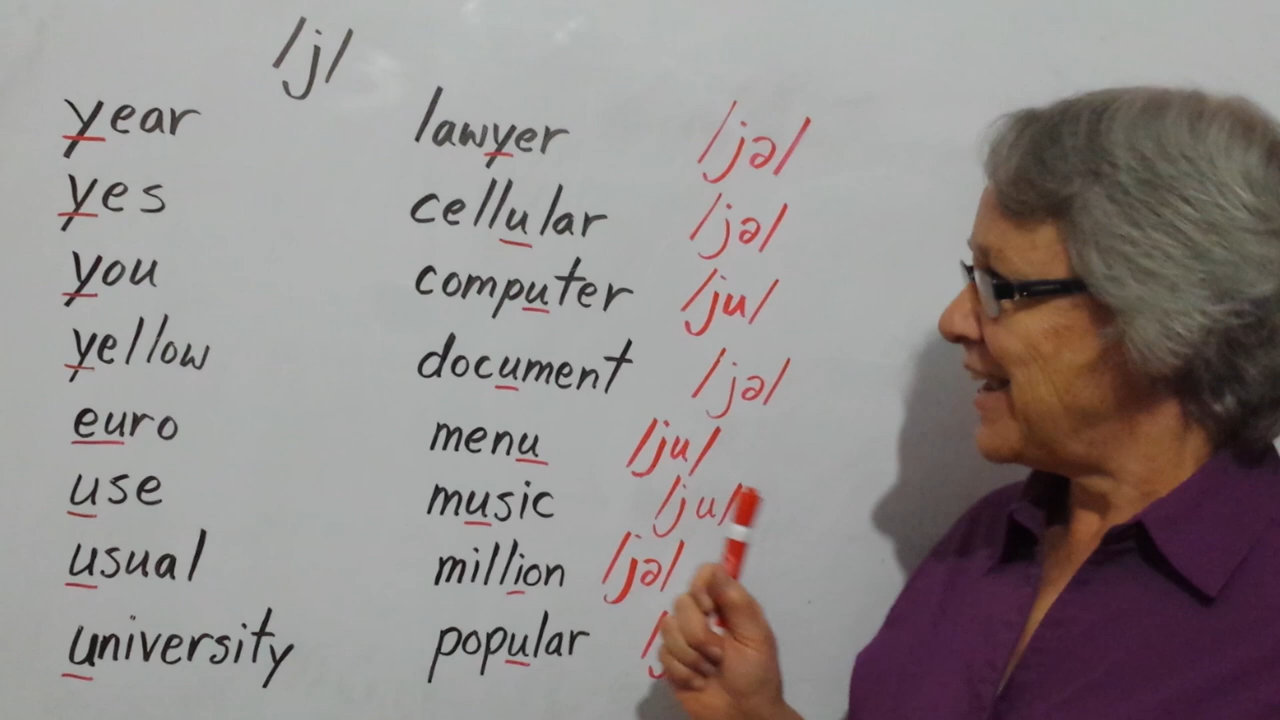 /j/
year
yes
you
yellow
euro
use
usual
university
lawyer /jə/
cellular /jə/
computer /ju/
document /jə/
menu /ju/
music /ju/
million /jə/
popular